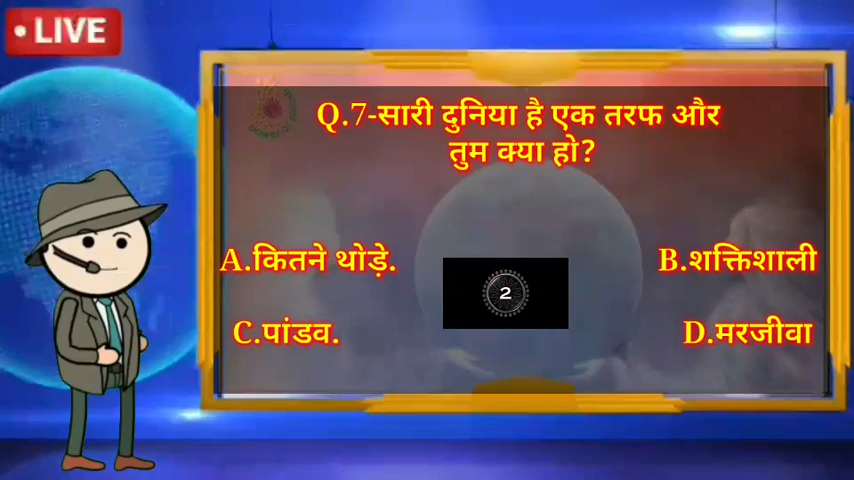 • LIVE
Q.7-सारी दुनिया है एक तरफ और
तुम क्या हो?
A.कितने थोड़े.
B.शक्तिशाली
2
C.पांडव.
D.मरजीवा